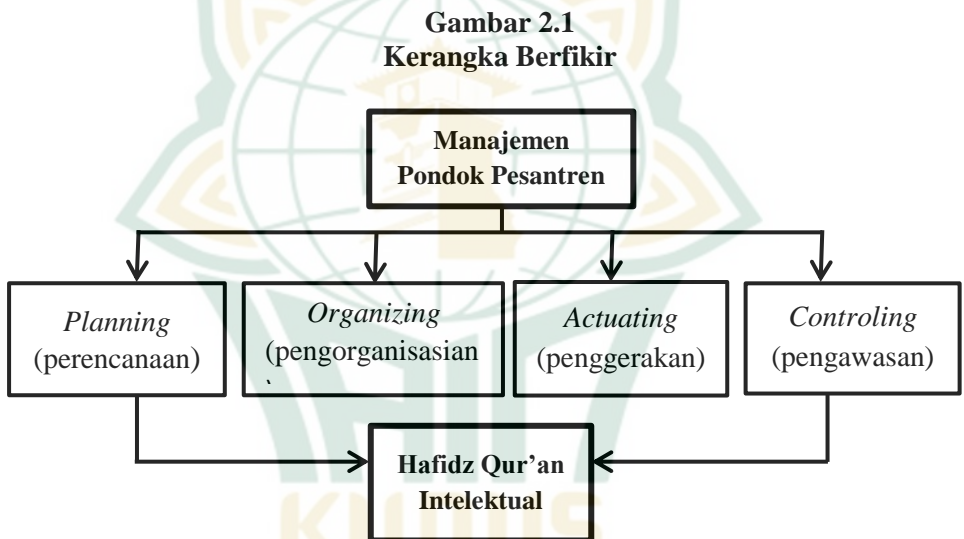 Gambar 2.1
Kerangka Berfikir
Manajemen
Pondok Pesantren
Planning
(perencanaan)
Organizing
(pengorganisasian
Actuating
(penggerakan)
Controling
(pengawasan)
Hafidz Qur’an
Intelektual
KUDUS